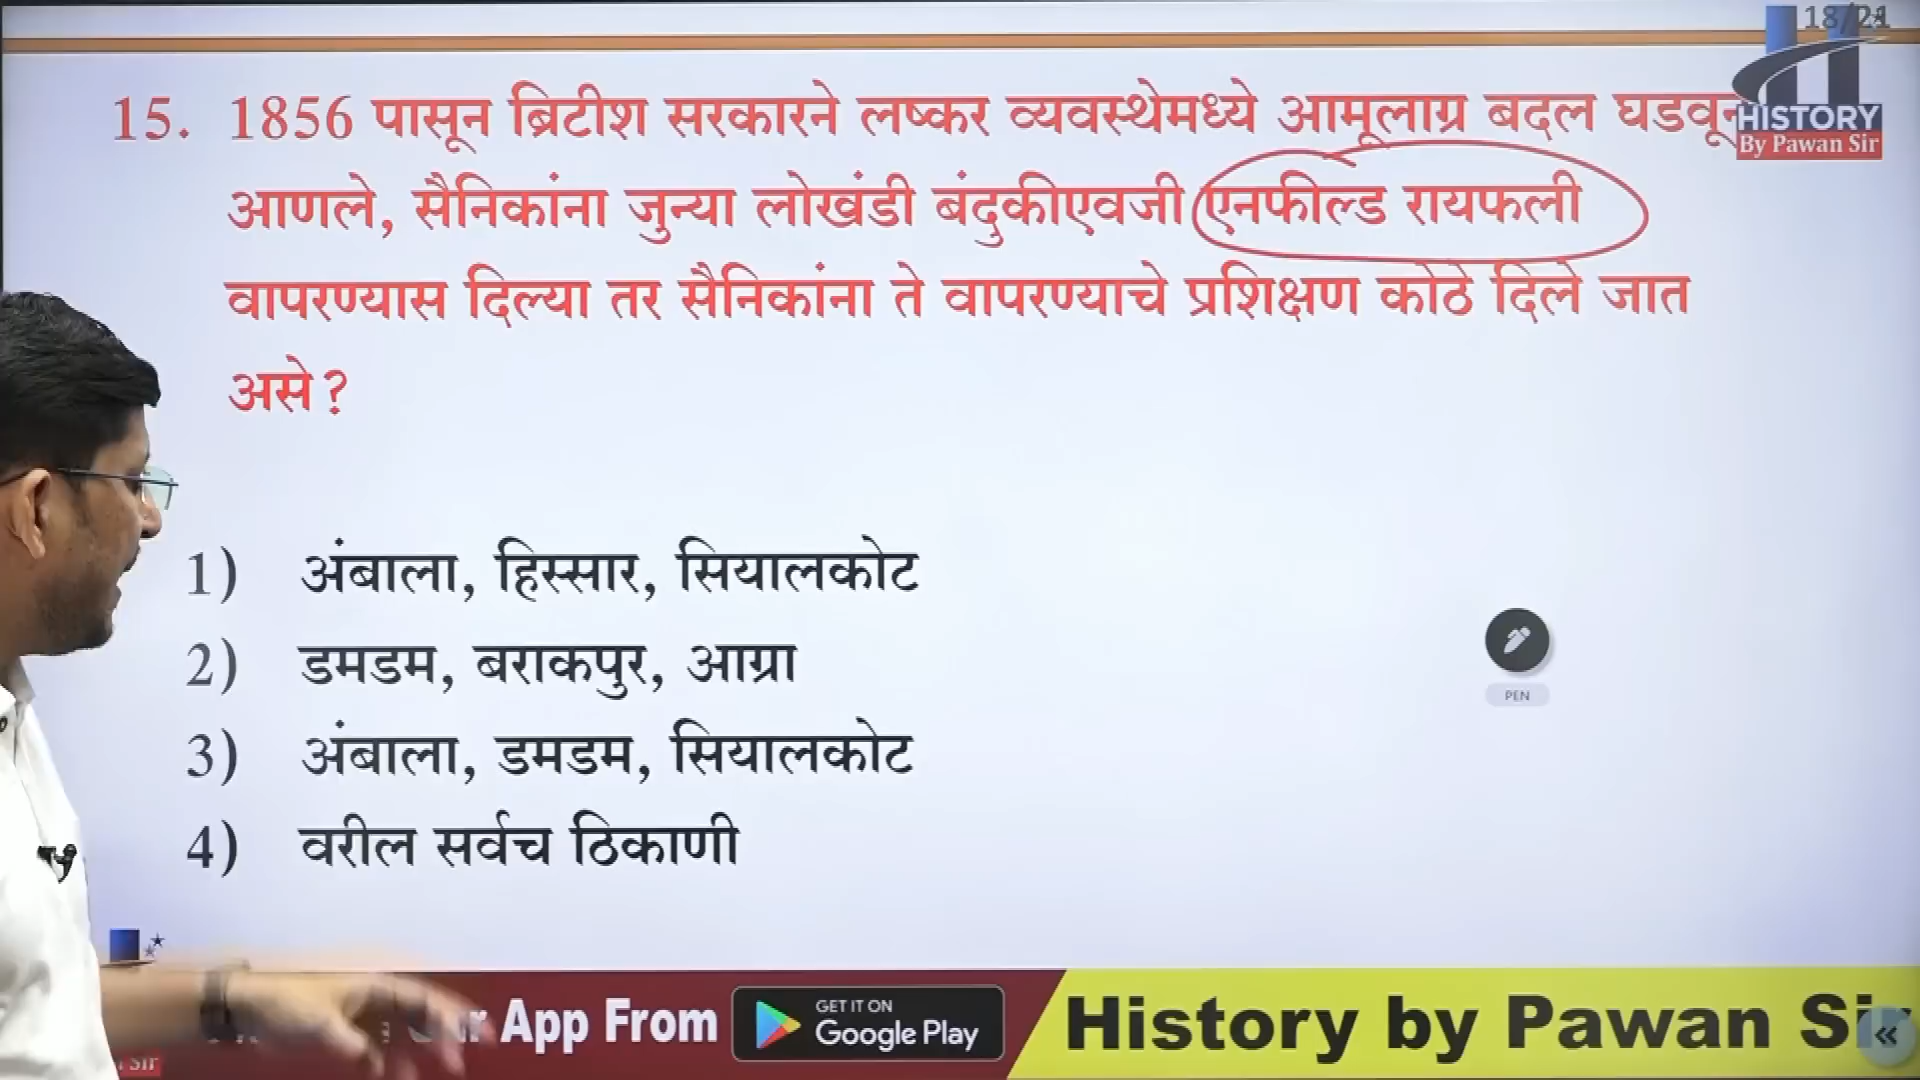 18/21
15. 1856 पासून ब्रिटीश सरकारने लष्कर व्यवस्थेमध्ये आमूलाग्र बदल घडवून
HISTORY
By Pawan Sir
आणले, सैनिकांना जुन्या लोखंडी बंदुकीएवजी एनफील्ड रायफली
वापरण्यास दिल्या तर सैनिकांना ते वापरण्याचे प्रशिक्षण कोठे दिले जात
असे?
1) अंबाला, हिस्सार, सियालकोट
2) डमडम, बराकपुर, आग्रा
PEN
3) अंबाला, डमडम, सियालकोट
4) वरील सर्वच ठिकाणी
App From
GET IT ON
Google Play
History by Pawan Sir
Sir